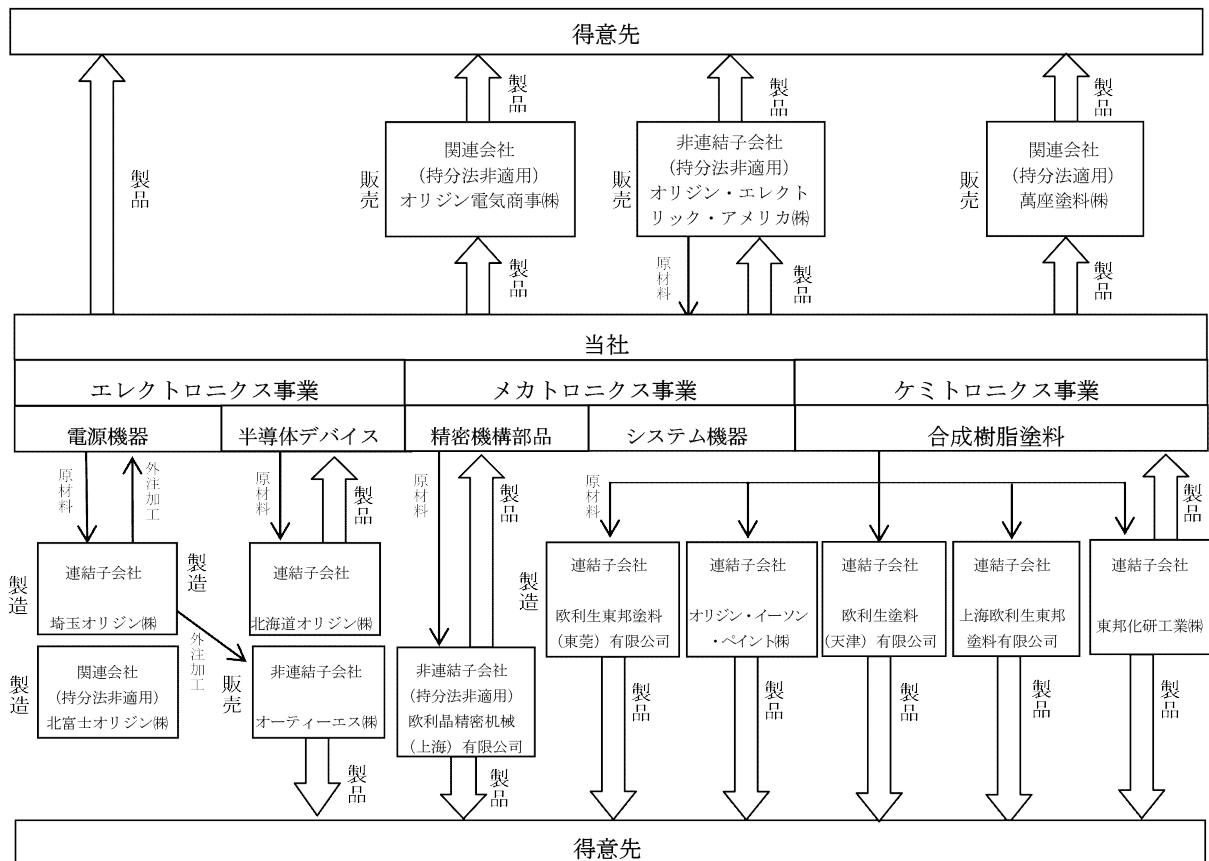 得意先
製品
製品
製品
製品
販売
関連会社
(持分法非適用)
オリジン電気商事㈱
販売
非連結子会社
(持分法非適用)
オリジン・エレクト
リック・アメリカ㈱
販売
関連会社
(持分法適用)
萬座塗料㈱
製品
原材料
製品
製品
当社
エレクトロニクス事業
メカトロニクス事業
ケミトロニクス事業
電源機器
半導体デバイス
精密機構部品
システム機器
合成樹脂塗料
原材料
外注加工
原材料
製品
原材料
製品
原材料
製品
製造
連結子会社
埼玉オリジン㈱
製造
連結子会社
北海道オリジン㈱
製造
連結子会社
欧利生東邦塗料
(東莞）有限公司
連結子会社
オリジン・イーソン
・ペイント㈱
連結子会社
欧利生塗料
(天津）有限公司
連結子会社
上海欧利生東邦
塗料有限公司
連結子会社
東邦化研工業㈱
外注加工
製造
関連会社
(持分法非適用)
北富士オリジン㈱
販売
非連結子会社
オーティーエス㈱
非連結子会社
(持分法非適用)
欧利晶精密机械
(上海）有限公司
製品
製品
製品
製品
製品
製品
製品
得意先